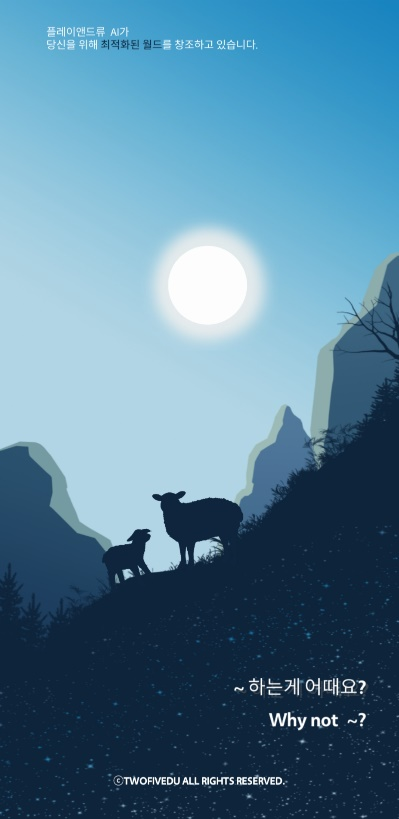 플레이앤드류 AI가
당신을 위해 최적화된 월드를 창조하고 있습니다.
~ 하는게 어때요?
Why not ~?
ⓒTWOFIVEDU ALL RIGHTS RESERVED.